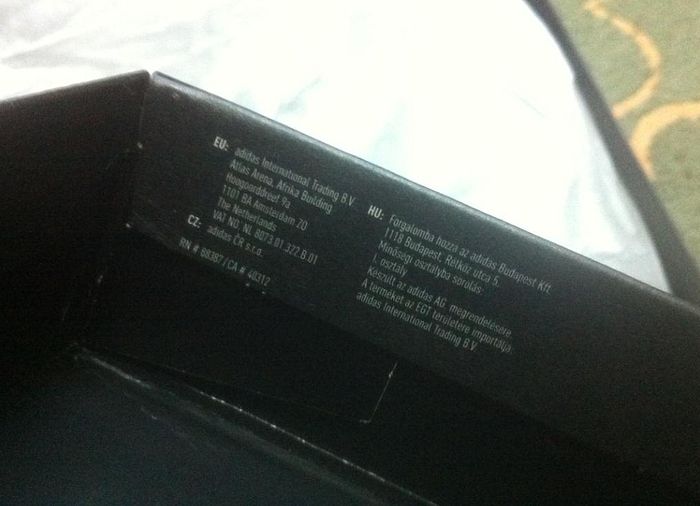 EU: adidas International Trading B.V
Atlas Arena, Afrika Building
Hoogoorddreef 9a
1101 BA Amsterdam ZO
The Netherlands
VAT NO. NL 8073.01.322.B.01
CZ: adidas ČR s.r.o.
RN # 88387 / CA # 40312
HU: Forgalomba hozza az adidas Budapest Kft.
1118 Budapest, Rétköz utca 5.
Minőségi osztályba sorolás:
I. osztály
Készült az adidas AG megrendelésére
A terméket az EGT területére importálja:
adidas International Trading B.V